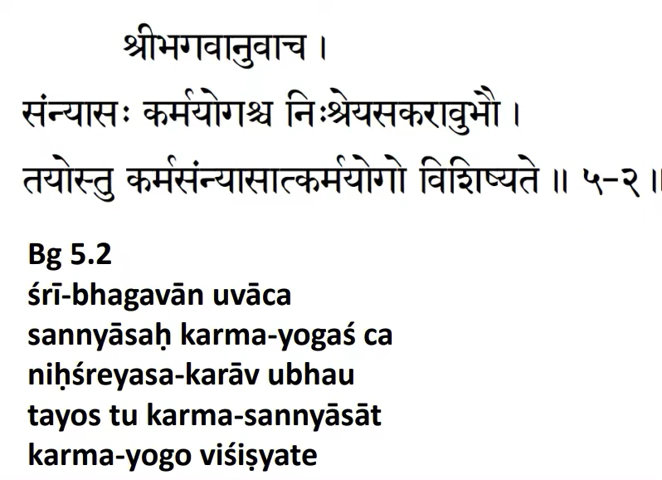 श्रीभगवानुवाच ।
संन्यासः कर्मयोगश्च निःश्रेयसकरावुभौ ।
तयोस्तु कर्मसंन्यासात्कर्मयोगो विशिष्यते ॥ ५-२ ॥
Bg 5.2
śrī-bhagavān uvāca
sannyāsaḥ karma-yogaś ca
niḥśreyasa-karāv ubhau
tayos tu karma-sannyāsāt
karma-yogo viśiṣyate